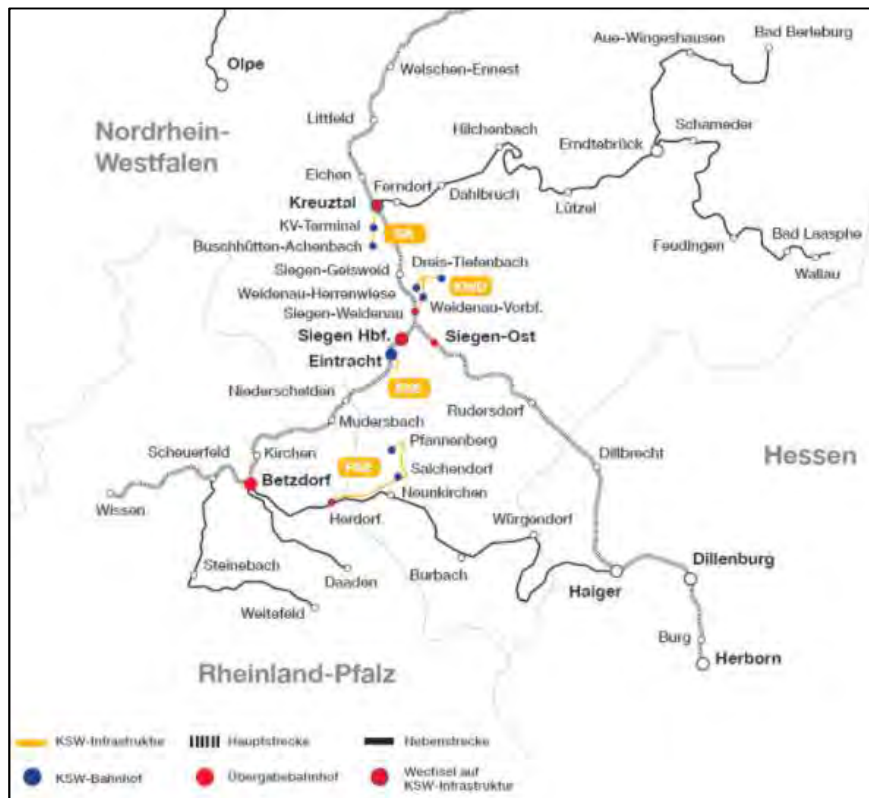 Bad Berleburg
Aue-Wingeshausen
Olpe
Welschen-Ennest
Nordrhein-
Westfalen
Littfeld
Hilchenbach
Erndtebrück
Schameder
Eichen
Ferndorf
Dahlbruch
Kreuztal
Lützel
KV-Terminal
Feudingen
Bad Laasphe
Buschhütten-Achenbach
Dreis-Tiefenbach
Wallau
Siegen-Geisweid
Weidenau-Herrenwiese
KWD
Weidenau-Vorbf.
Siegen-Weidenau
Siegen Hbf.
Siegen-Ost
Eintracht
Niederschelden
Rudersdorf
Mudersbach
Pfannenberg
Dillbrecht
Scheuerfeld
Kirchen
Hessen
Salchendorf
Betzdorf
Neunkirchen
Wissen
Herdorf
Würgendorf
Dillenburg
Steinebach
Daaden
Burbach
Haiger
Weitefeld
Burg
Herborn
Rheinland-Pfalz
KSW-Infrastruktur
Hauptstrecke
Nebenstrecke
KSW-Bahnhof
Übergabebahnhof
Wechsel auf
KSW-Infrastruktur